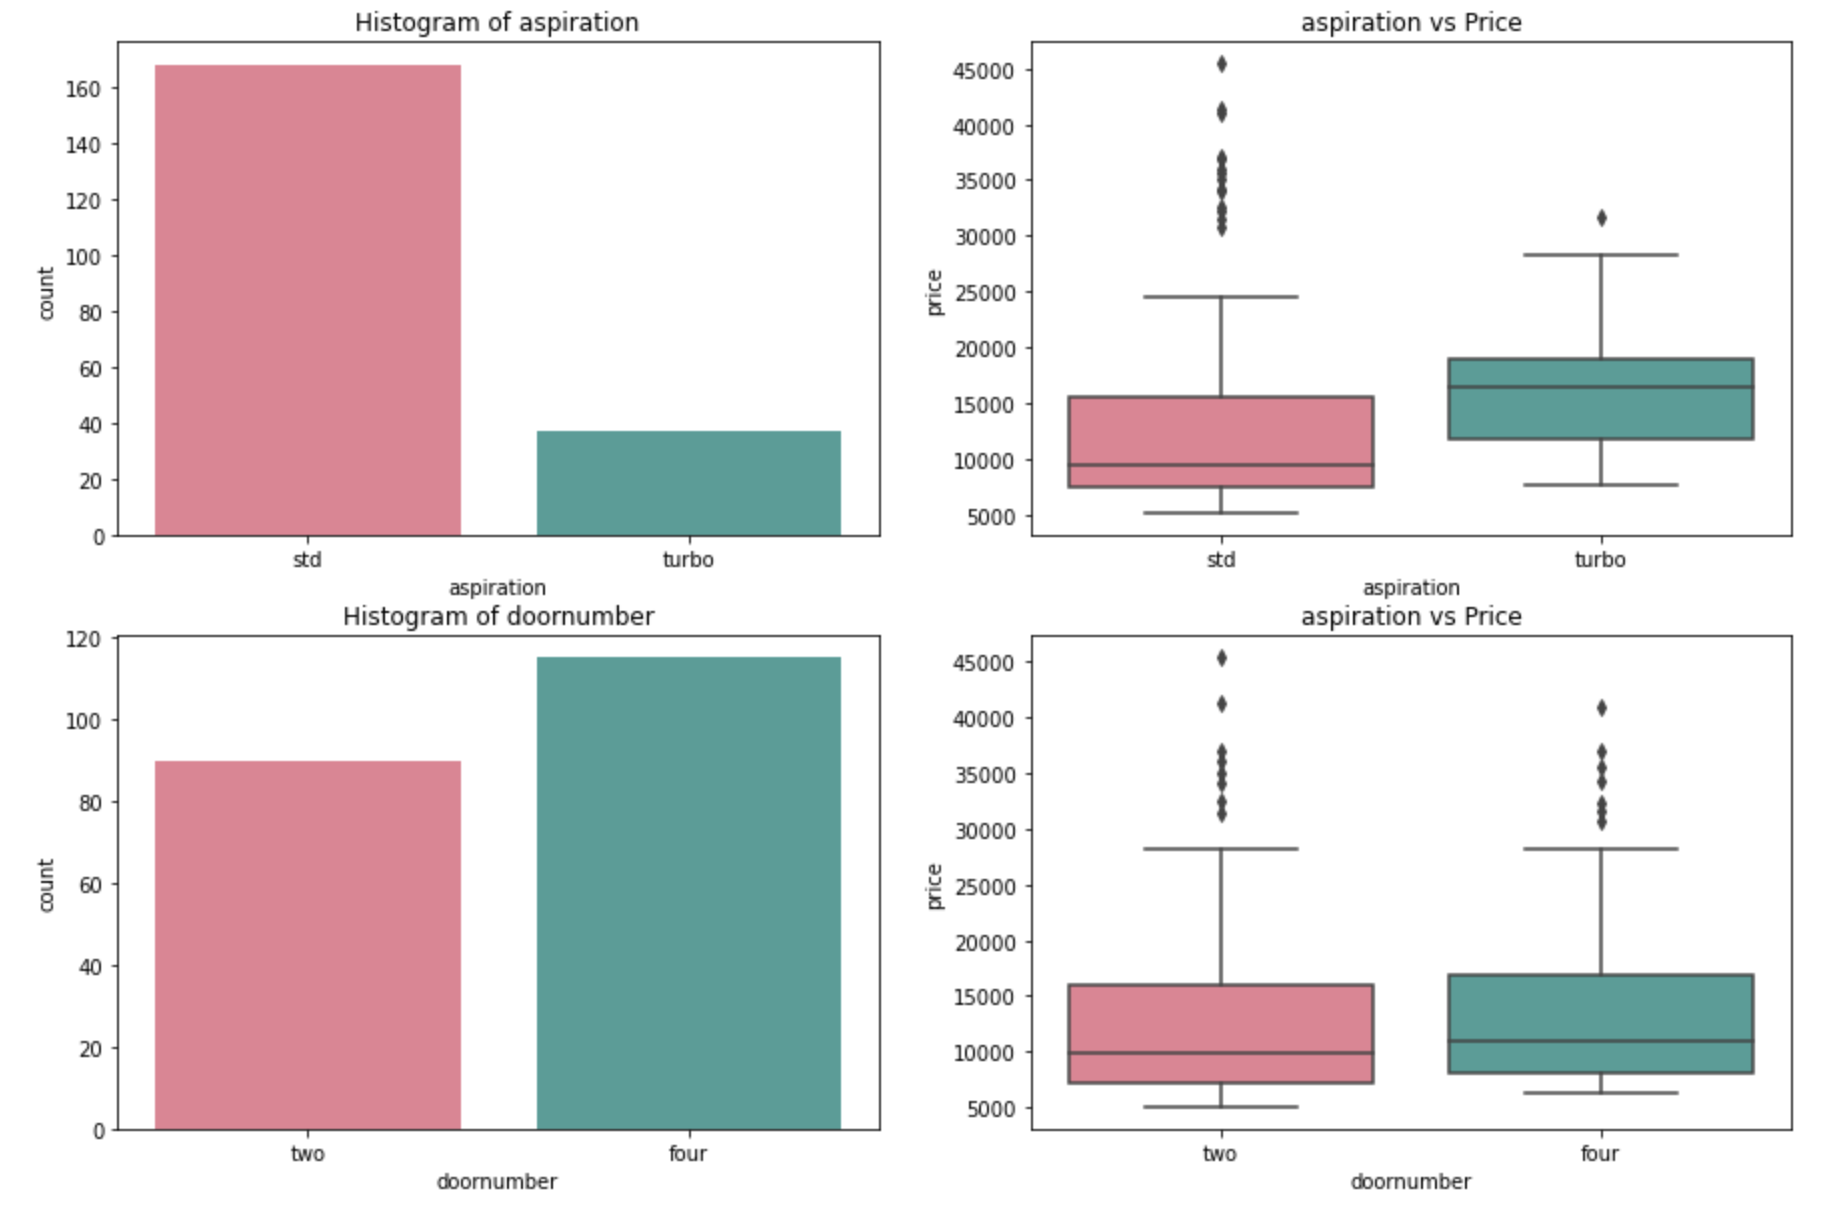 Histogram of aspiration
160
140
120
100
80
60
40
20
0
count
std
turbo
aspiration
aspiration vs Price
45000
40000
35000
30000
25000
20000
15000
10000
5000
price
std
turbo
aspiration
Histogram of doornumber
120
100
80
60
40
20
0
count
two
four
doornumber
aspiration vs Price
45000
40000
35000
30000
25000
20000
15000
10000
5000
price
two
four
doornumber